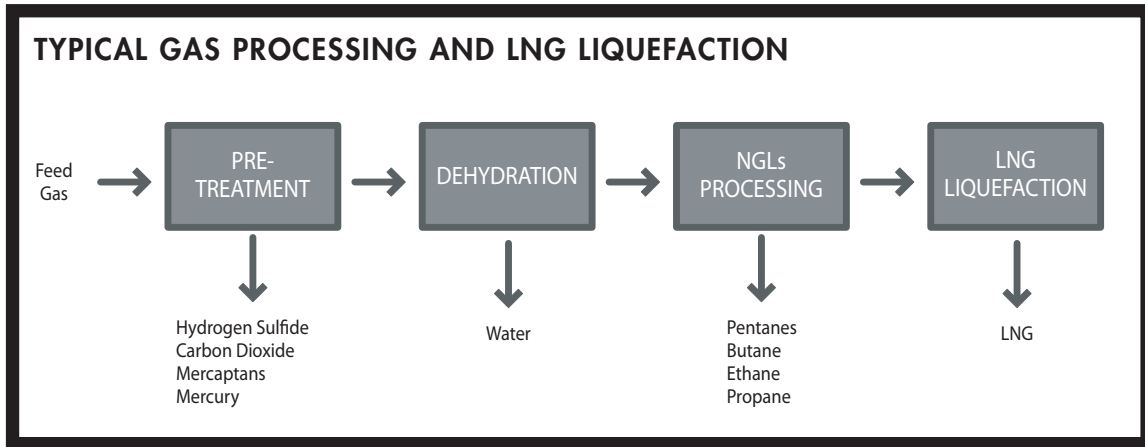 TYPICAL GAS PROCESSING AND LNG LIQUEFACTION
Feed
Gas
PRE-
TREATMENT
DEHYDRATION
NGLs
PROCESSING
LNG
LIQUEFACTION
Hydrogen Sulfide
Carbon Dioxide
Mercaptans
Mercury
Water
Pentanes
Butane
Ethane
Propane
LNG